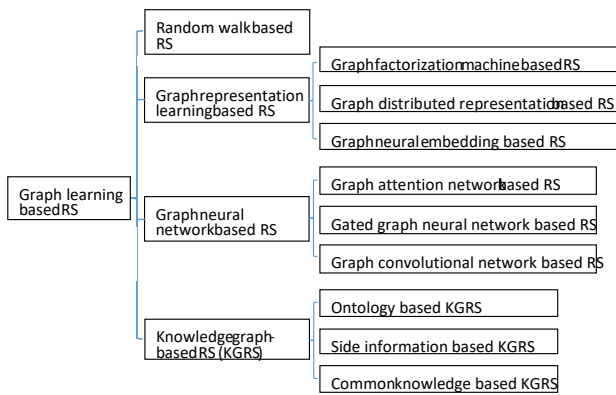 Random walkbased
RS
Graphfactorizationmachinebased RS
Graphrepresentation
learningbased RS
Graph distributed representationbased RS
Graphneuralembedding based RS
Graph learning
basedRS
Graph attention networkbased RS
Graphneural
networkbased RS
Gated graph neural network based RS
Graph convolutional network based RS
Ontology based KGRS
Knowledgegraph-
basedRS (KGRS)
Side information based KGRS
Commonknowledge based KGRS